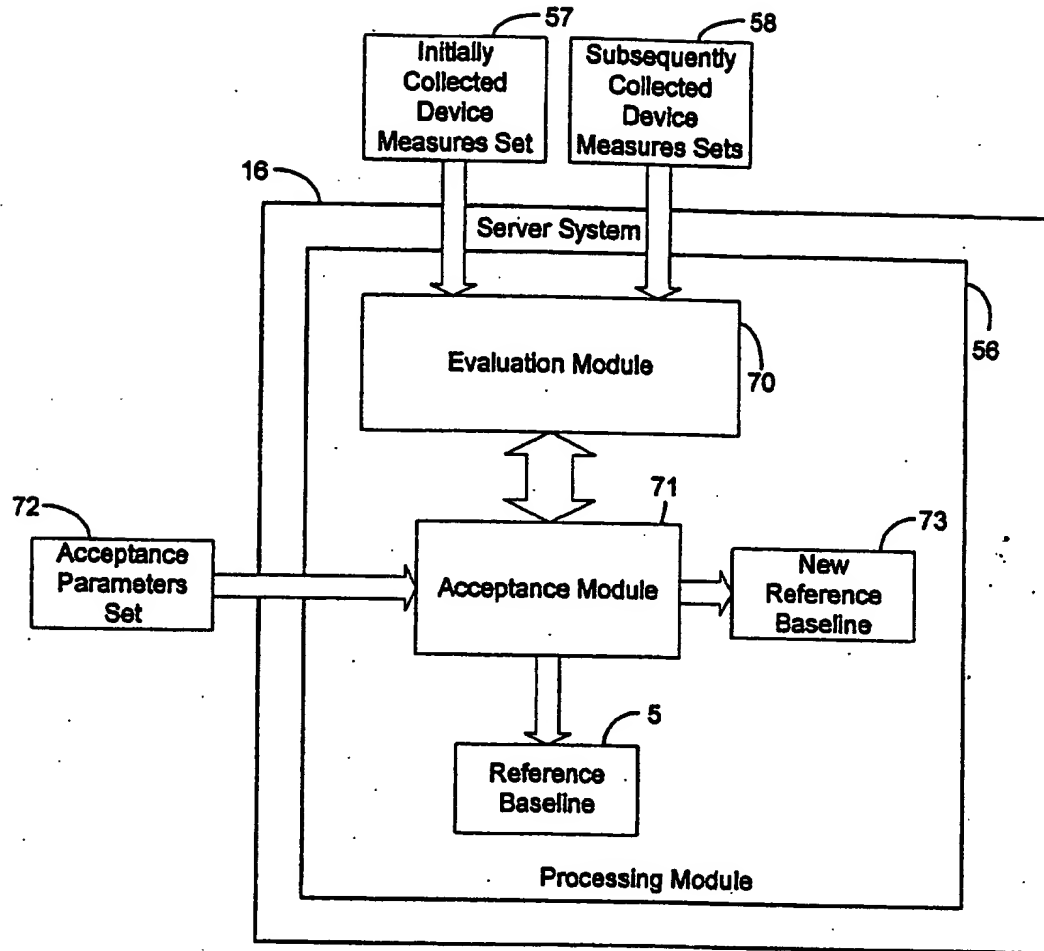 57
58
Initially
Collected
Device
Measures Set
Subsequently
Collected
Device
Measures Sets
16
Server System
56
Evaluation Module
70
72
71
73
Acceptance
Parameters
Set
Acceptance Module
New
Reference
Baseline
5
Reference
Baseline
Processing Module